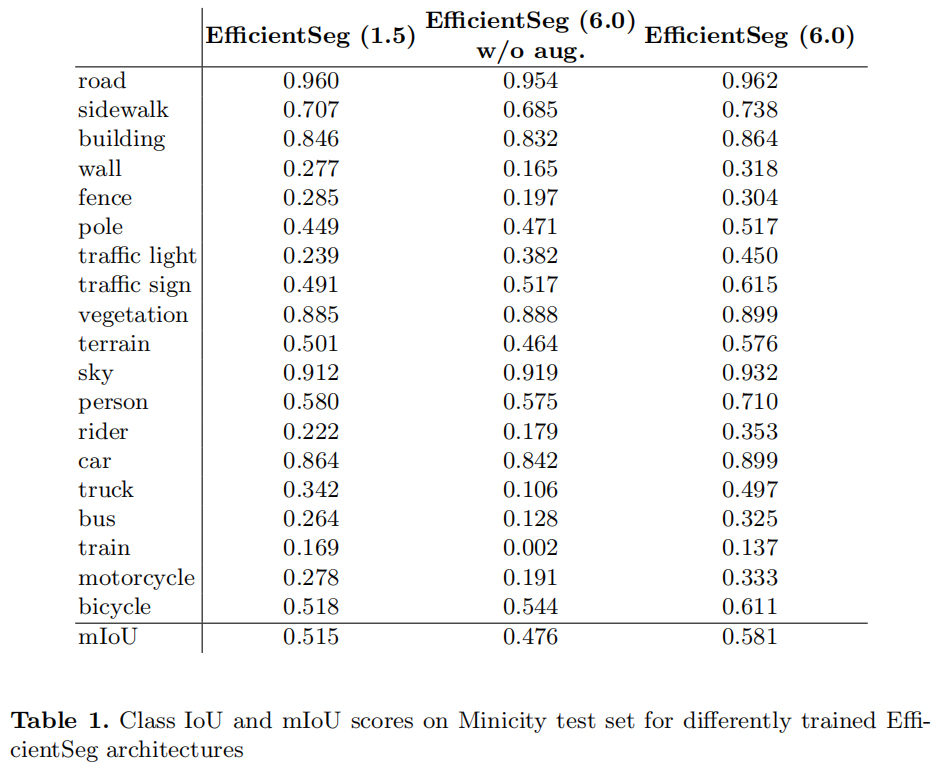 EfficientSeg (1.5) EfficientSeg (6.0) w/o aug. EfficientSeg (6.0)
road 0.960 0.954 0.962
sidewalk 0.707 0.685 0.738
building 0.846 0.832 0.864
wall 0.277 0.165 0.318
fence 0.285 0.197 0.304
pole 0.449 0.471 0.517
traffic light 0.239 0.382 0.450
traffic sign 0.491 0.517 0.615
vegetation 0.885 0.888 0.899
terrain 0.501 0.464 0.576
sky 0.912 0.919 0.932
person 0.580 0.575 0.710
rider 0.222 0.179 0.353
car 0.864 0.842 0.899
truck 0.342 0.106 0.497
bus 0.264 0.128 0.325
train 0.169 0.002 0.137
motorcycle 0.278 0.191 0.333
bicycle 0.518 0.544 0.611
mIoU 0.515 0.476 0.581
Table 1. Class IoU and mIoU scores on Minicity test set for differently trained Effi-
cientSeg architectures